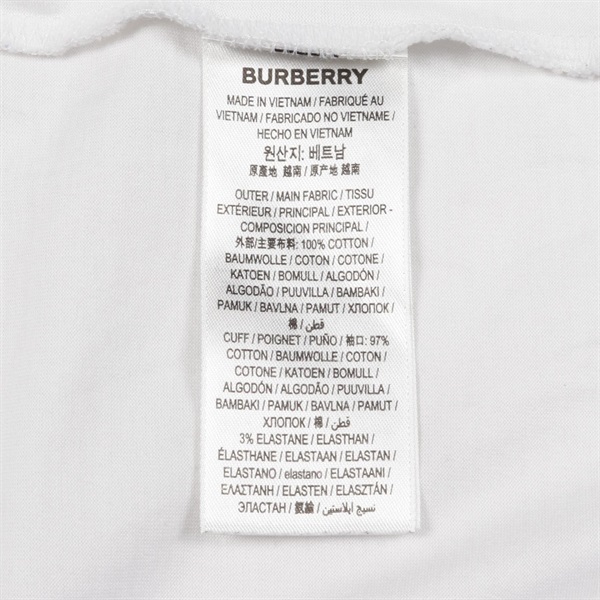 BURBERRY
MADE IN VIETNAM / FABRIQUÉ AU
VIETNAM / FABRICADO NO VIETNAME /
HECHO EN VIETNAM
원산지: 베트남
原產地 越南 / 原产地 越南
OUTER / MAIN FABRIC / TISSU
EXTÉRIEUR / PRINCIPAL / EXTERIOR -
COMPOSICION PRINCIPAL /
外部/主要布料: 100% COTTON /
BAUMWOLLE / COTON / COTONE /
KATOEN / BOMULL / ALGODÓN /
ALGODÃO / PUUVILLA / BAMBAKI /
PAMUK / BAVLNA / PAMUT / ХЛОПОК /
棉 / قطن /
CUFF / POIGNET / PUÑO / 袖口: 97%
COTTON / BAUMWOLLE / COTON /
COTONE / KATOEN / BOMULL /
ALGODÓN / ALGODÃO / PUUVILLA /
BAMBAKI / PAMUK / BAVLNA / PAMUT /
ХЛОПОК / 棉 / قطن /
3% ELASTANE / ELASTHAN /
ÉLASTHANE / ELASTAAN / ELASTAN /
ELASTANO / elastano / ELASTAANI /
ΕΛΑΣΤΑΝΗ / ELASTEN / ELASZTÁN /
ЭЛАСТАН / 氨綸 / نسيج إيلاستين /